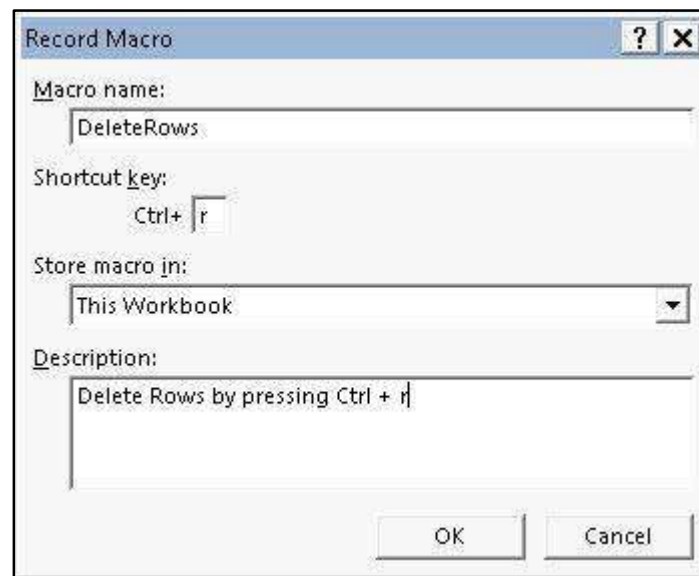 Record Macro ? X
Macro name:
DeleteRows
Shortcut key:
Ctrl+ r
Store macro in:
This Workbook
Description:
Delete Rows by pressing Ctrl + r
OK Cancel